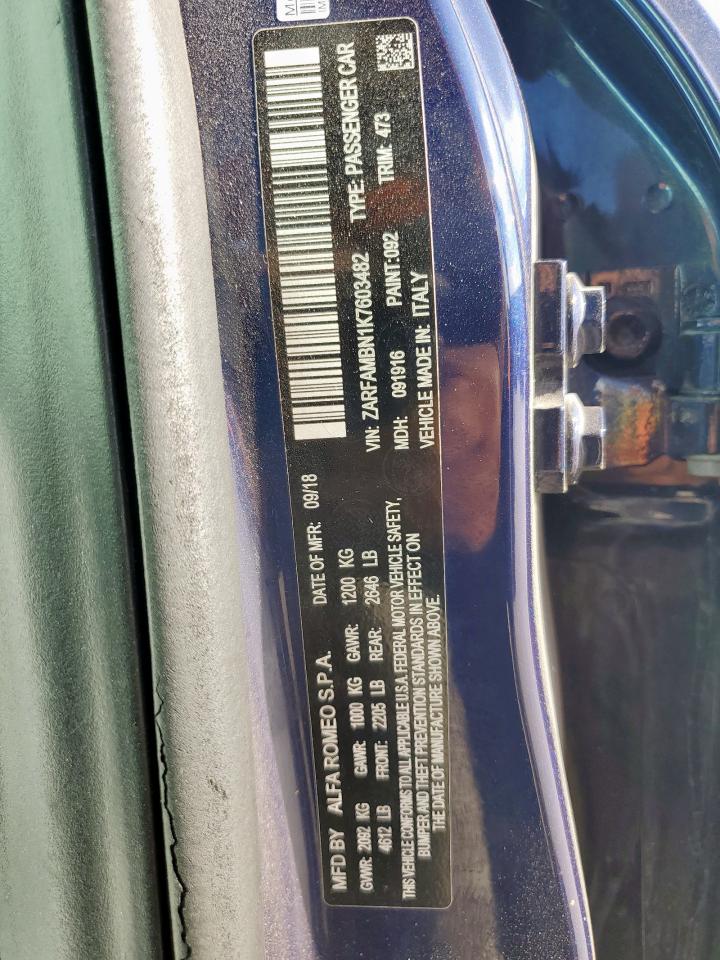 MFD BY ALFA ROMEO S.P.A. DATE OF MFR: 09/18
GVWR: 2092 KG GAWR: 1000 KG GAWR: 1200 KG
4612 LB FRONT: 2205 LB REAR: 2646 LB
THIS VEHICLE CONFORMS TO ALL APPLICABLE U.S.A. FEDERAL MOTOR VEHICLE SAFETY,
BUMPER AND THEFT PREVENTION STANDARDS IN EFFECT ON
THE DATE OF MANUFACTURE SHOWN ABOVE.
VIN: ZARFAMBN1K7603482 TYPE: PASSENGER CAR
MDH: 091916 PAINT:092 TRIM: 473
VEHICLE MADE IN: ITALY